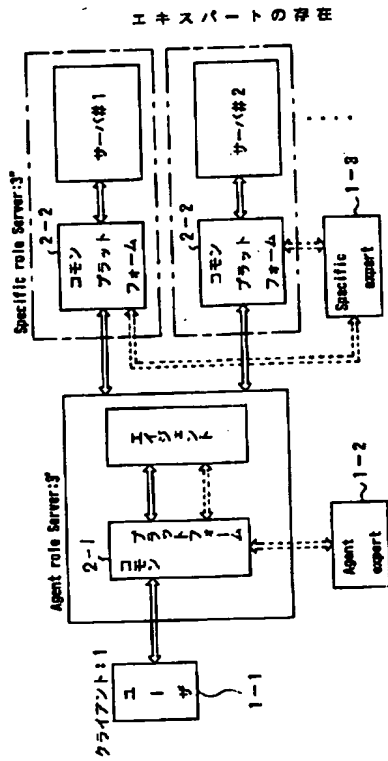 エキスパートの存在
Specific role Server:3"
2-2
コモン
プラット
フォーム
サーバ#1
2-2
コモン
プラット
フォーム
サーバ#2
1-3
Specific
expert
Agent role Server:3'
2-1
コモン
プラットフォーム
エイジェント
1-2
Agent
expert
クライアント:1
ユーザ
1-1